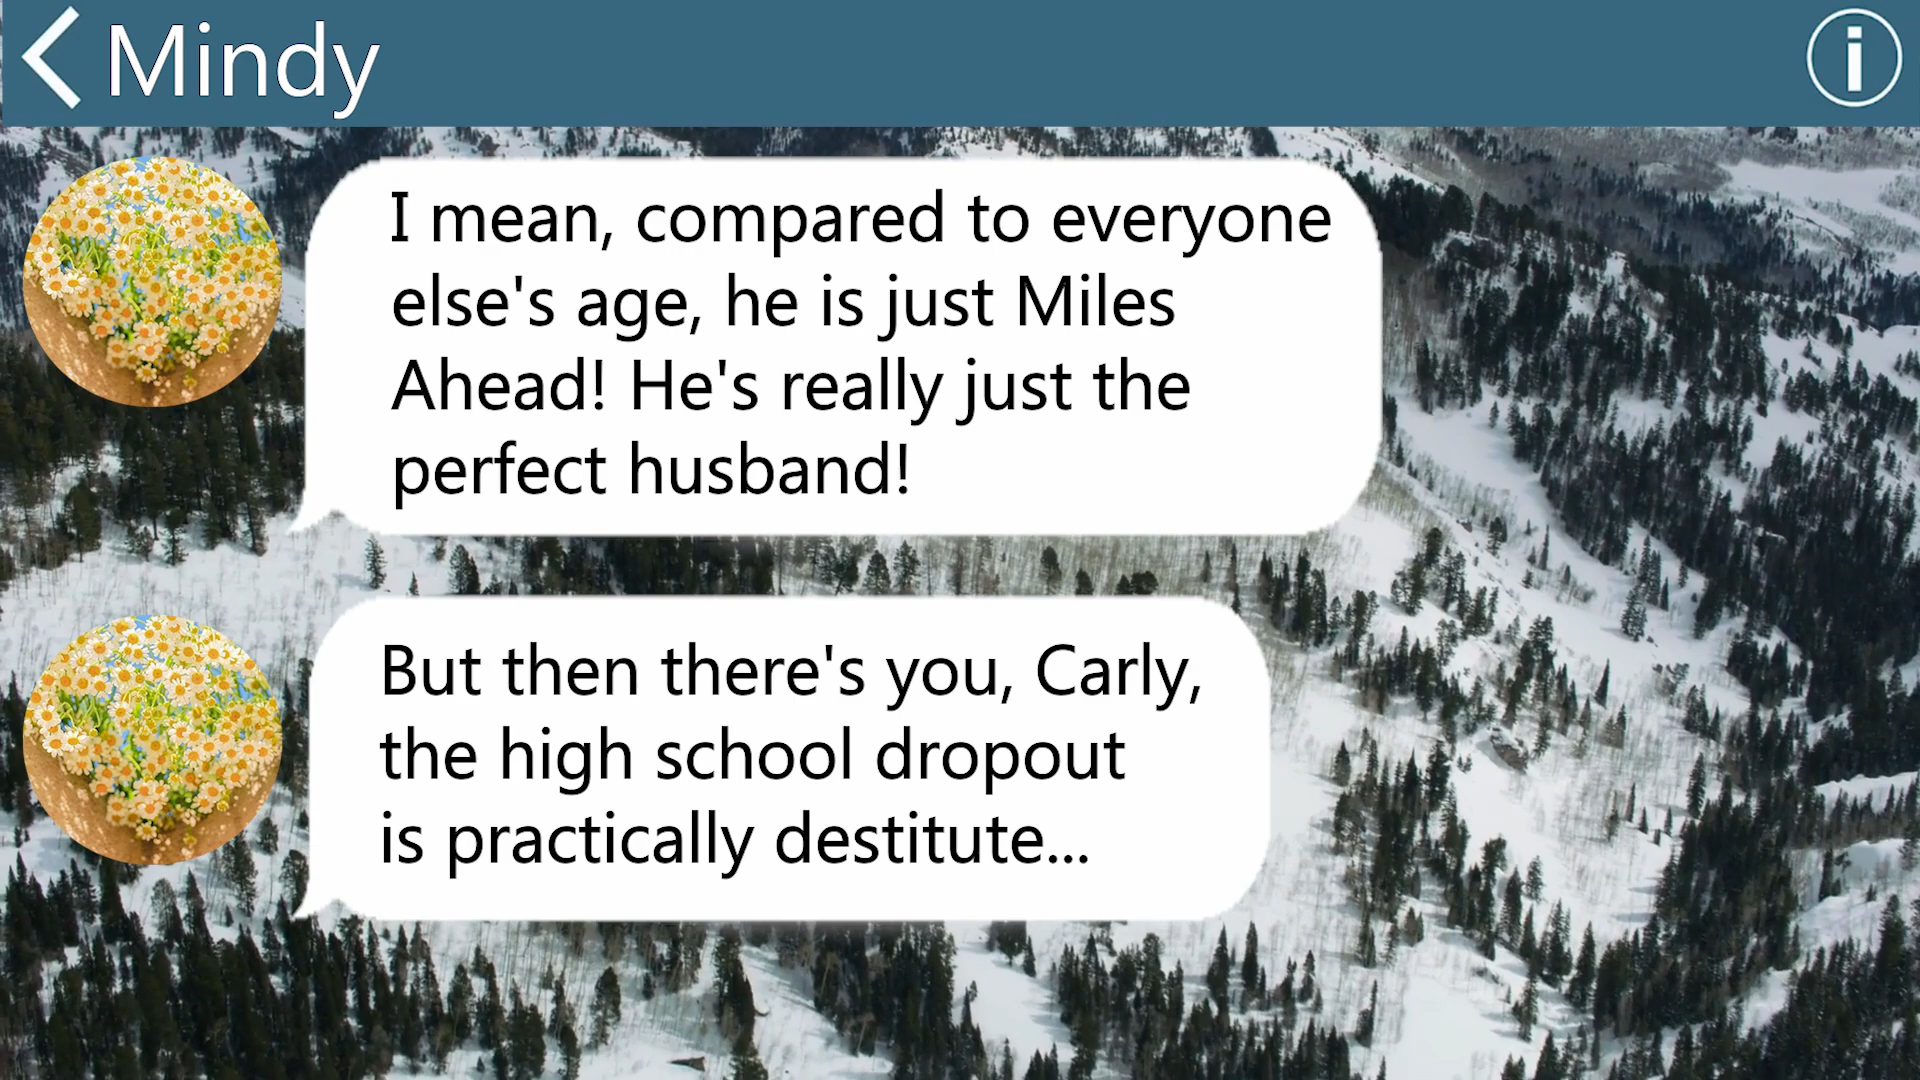 Mindy
I mean, compared to everyone
else's age, he is just Miles
Ahead! He's really just the
perfect husband!
But then there's you, Carly,
the high school dropout
is practically destitute...